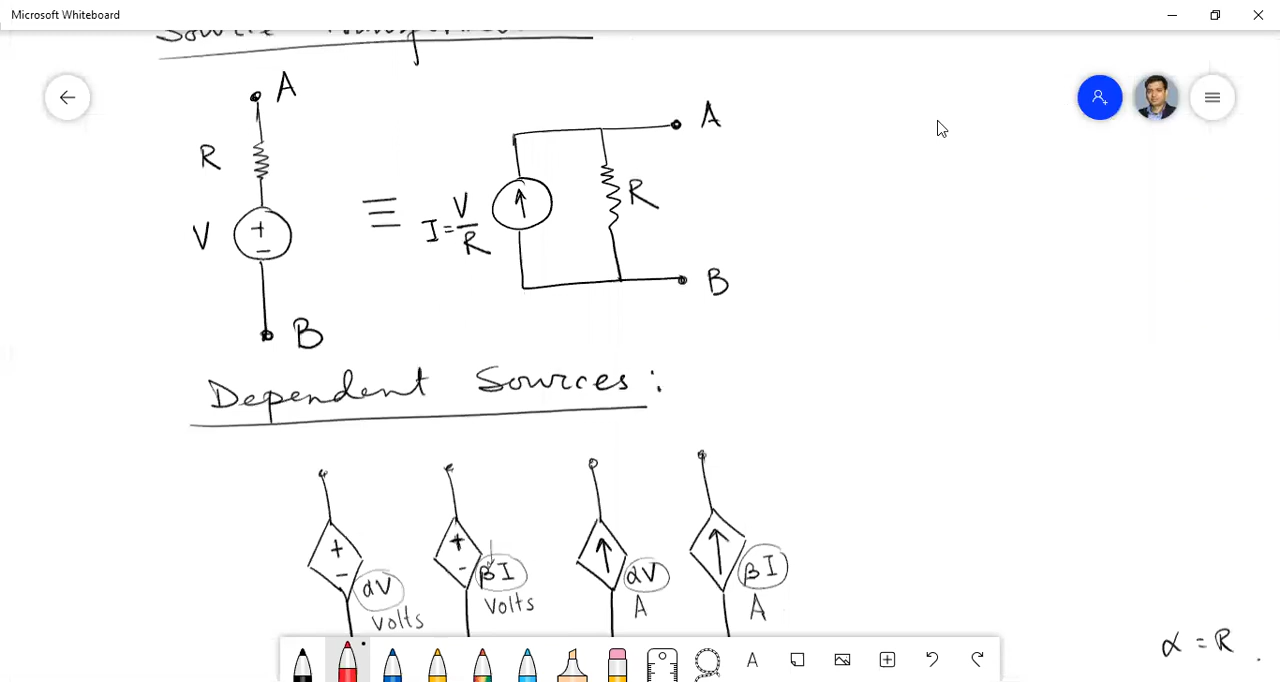 Microsoft Whiteboard
A
R
V
B
≡
I = V/R
R
A
B
Dependent Sources:
+
-
αV
Volts
+
-
βI
Volts
αV
A
βI
A
α = R
A